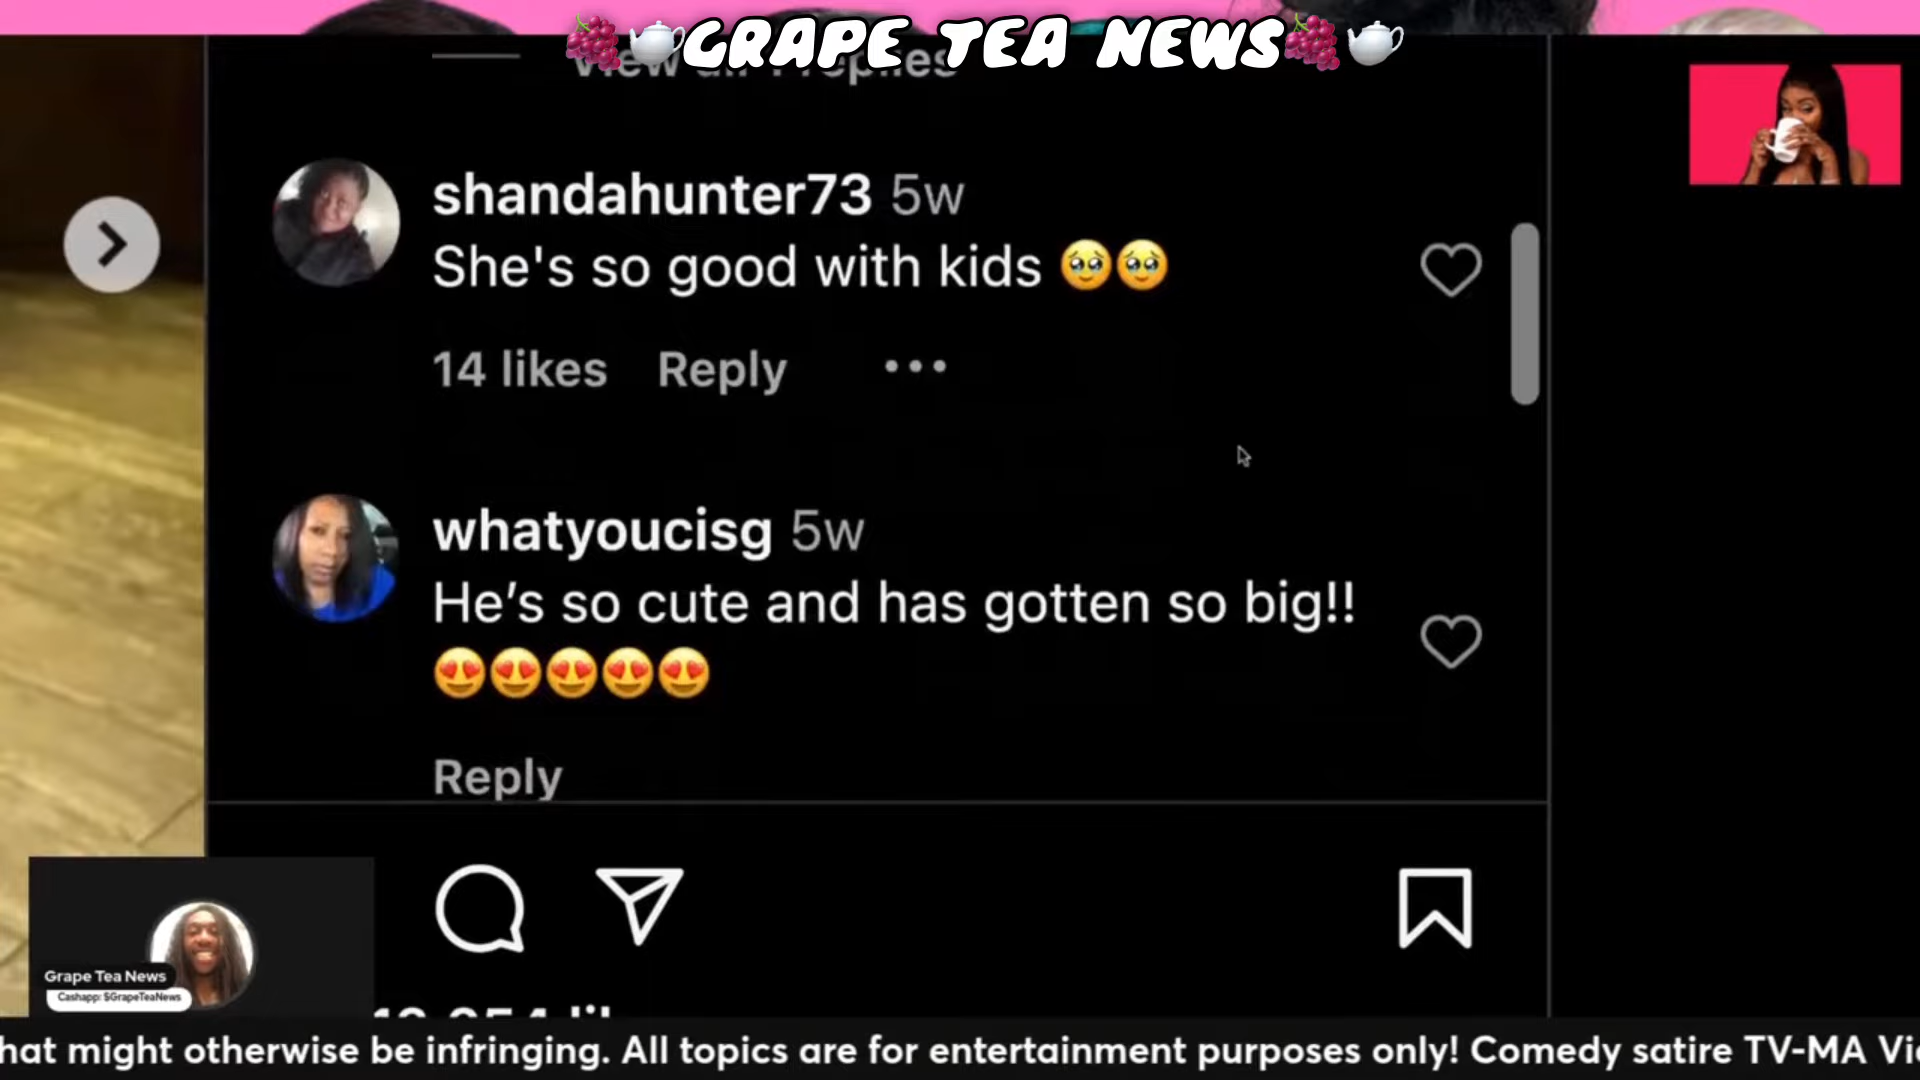 GRAPE TEA NEWS
View all 1 replies
shandahunter73 5w
She's so good with kids 🥹🥹
14 likes Reply
whatyoucisg 5w
He’s so cute and has gotten so big!!
😍😍😍😍😍
Reply
Grape Tea News
Cashapp: $GrapeTeaNews
hat might otherwise be infringing. All topics are for entertainment purposes only! Comedy satire TV-MA Vi